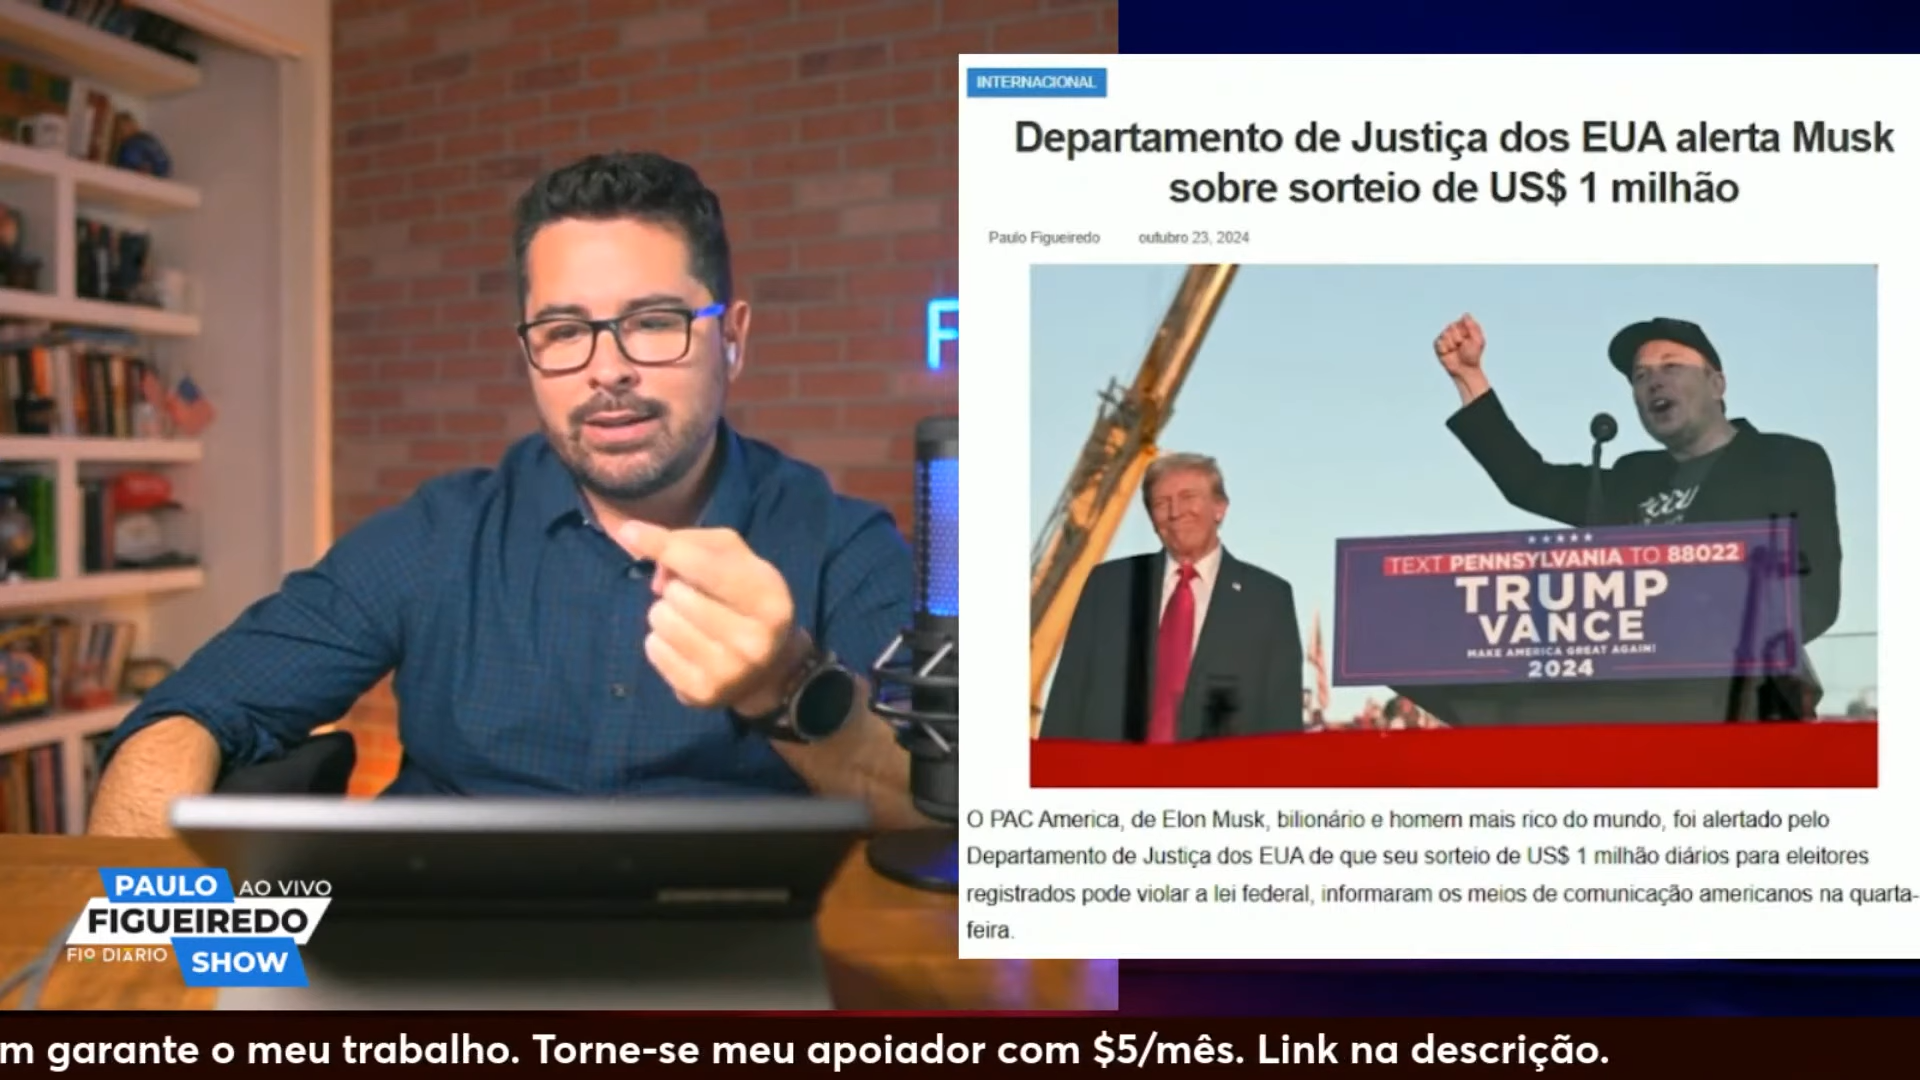 INTERNACIONAL
Departamento de Justiça dos EUA alerta Musk
sobre sorteio de US$ 1 milhão
Paulo Figueiredo outubro 23, 2024
TEXT PENNSYLVANIA TO 88022
TRUMP
VANCE
MAKE AMERICA GREAT AGAIN!
2024
O PAC America, de Elon Musk, bilionário e homem mais rico do mundo, foi alertado pelo
Departamento de Justiça dos EUA de que seu sorteio de US$ 1 milhão diários para eleitores
registrados pode violar a lei federal, informaram os meios de comunicação americanos na quarta-
feira.
PAULO AO VIVO
FIGUEIREDO
FIO DIÁRIO SHOW
m garante o meu trabalho. Torne-se meu apoiador com $5/mês. Link na descrição.